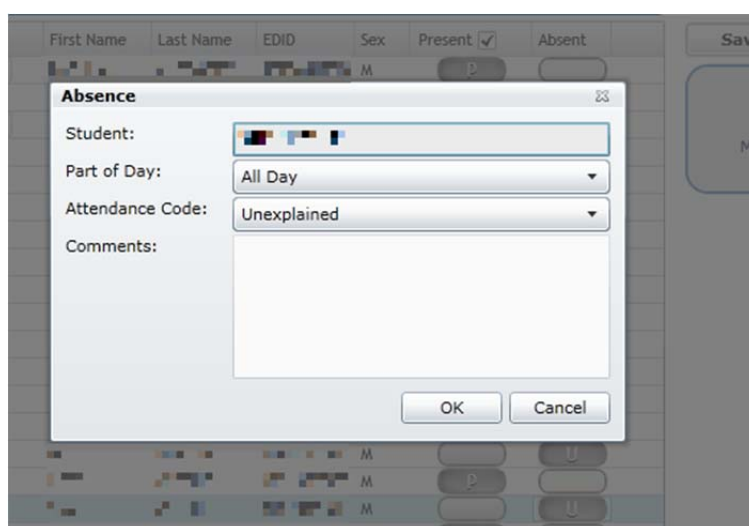 First Name Last Name EDID Sex Present Absent Sav
M P
Absence
Student:
Part of Day: All Day
Attendance Code: Unexplained
Comments:
OK Cancel
M U
M P
M U